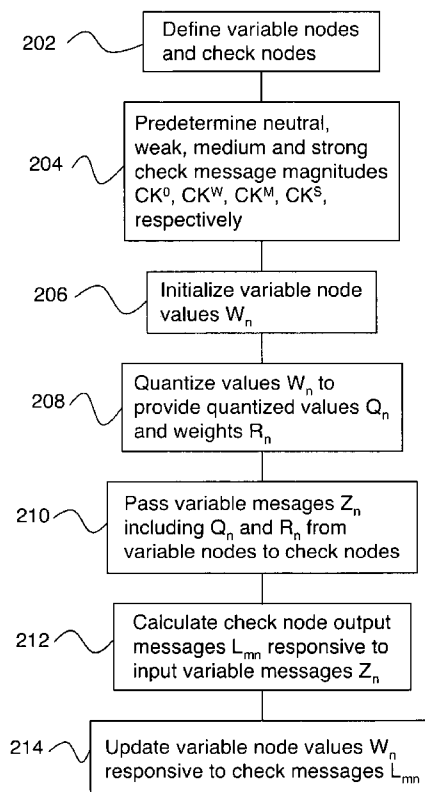 202
Define variable nodes
and check nodes
204
Predetermine neutral,
weak, medium and strong
check message magnitudes
CK⁰, CKᵂ, CKᴹ, CKˢ,
respectively
206
Initialize variable node
values Wₙ
208
Quantize values Wₙ to
provide quantized values Qₙ
and weights Rₙ
210
Pass variable mesages Zₙ
including Qₙ and Rₙ from
variable nodes to check nodes
212
Calculate check node output
messages Lₘₙ responsive to
input variable messages Zₙ
214
Update variable node values Wₙ
responsive to check messages Lₘₙ